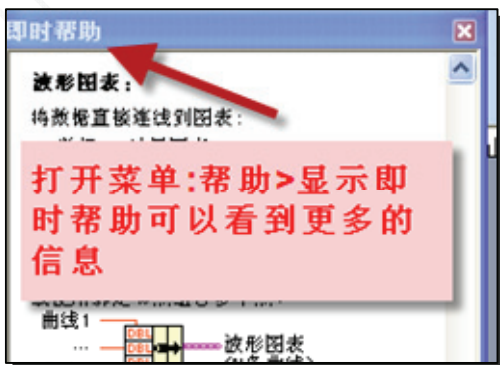 即时帮助
波形图表：
将数据直接连线到图表：
打开菜单:帮助>显示即
时帮助可以看到更多的
信息
曲线1
DBL
...
DBL
波形图表
DBL